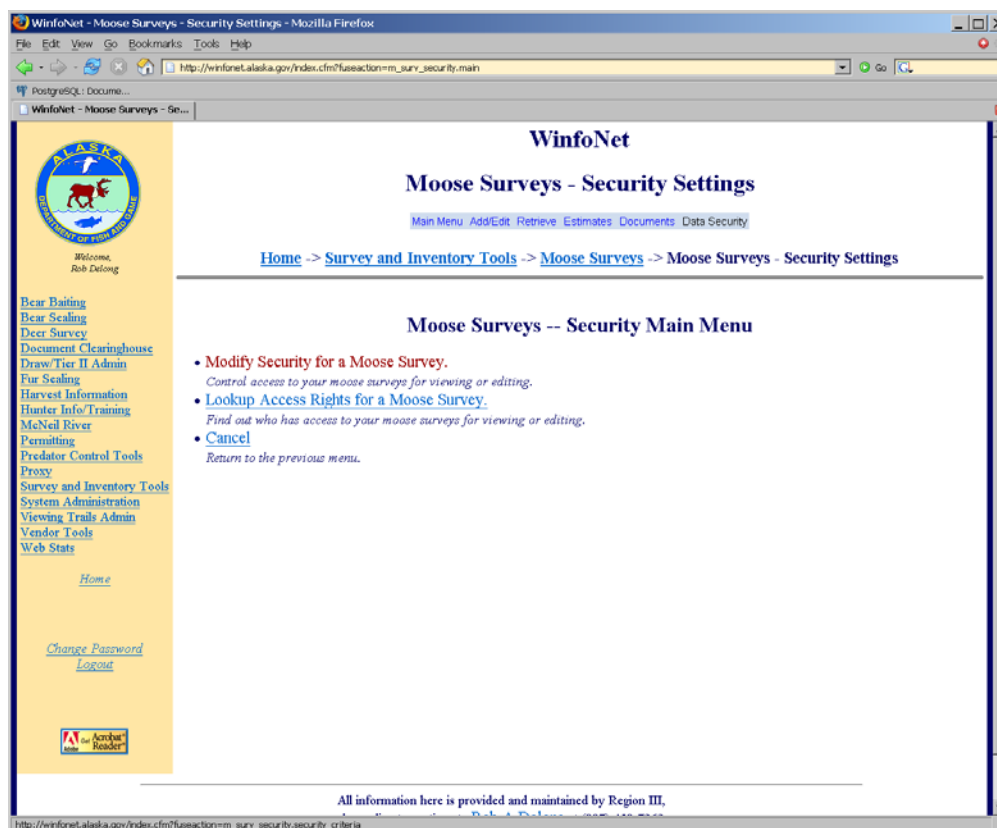 WinfoNet - Moose Surveys - Security Settings - Mozilla Firefox
File Edit View Go Bookmarks Tools Help
http://winfonet.alaska.gov/index.cfm?fuseaction=m_surv_security.main
Go
PostgreSQL: Docume...
WinfoNet - Moose Surveys - Se...
ALASKA
DEPARTMENT OF FISH AND GAME
Welcome,
Rob Delong
Bear Baiting
Bear Sealing
Deer Survey
Document Clearinghouse
Draw/Tier II Admin
Fur Sealing
Harvest Information
Hunter Info/Training
McNeil River
Permitting
Predator Control Tools
Proxy
Survey and Inventory Tools
System Administration
Viewing Trails Admin
Vendor Tools
Web Stats
Home
Change Password
Logout
Adobe
Get Acrobat
Reader
WinfoNet
Moose Surveys - Security Settings
Main Menu Add/Edit Retrieve Estimates Documents Data Security
Home -> Survey and Inventory Tools -> Moose Surveys -> Moose Surveys - Security Settings
Moose Surveys -- Security Main Menu
• Modify Security for a Moose Survey.
Control access to your moose surveys for viewing or editing.
• Lookup Access Rights for a Moose Survey.
Find out who has access to your moose surveys for viewing or editing.
• Cancel
Return to the previous menu.
All information here is provided and maintained by Region III,
http://winfonet.alaska.gov/index.cfm?fuseaction=m_surv_security.security_criteria